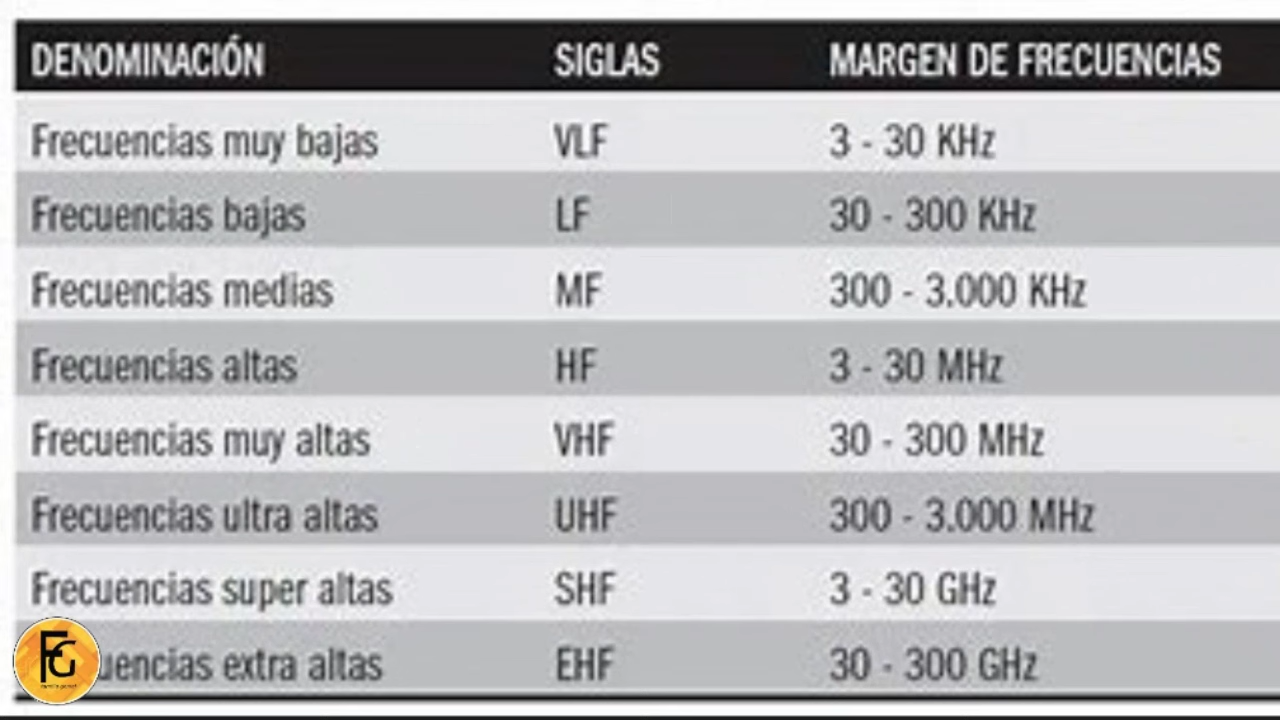 DENOMINACIÓN SIGLAS MARGEN DE FRECUENCIAS
Frecuencias muy bajas VLF 3 - 30 KHz
Frecuencias bajas LF 30 - 300 KHz
Frecuencias medias MF 300 - 3.000 KHz
Frecuencias altas HF 3 - 30 MHz
Frecuencias muy altas VHF 30 - 300 MHz
Frecuencias ultra altas UHF 300 - 3.000 MHz
Frecuencias super altas SHF 3 - 30 GHz
uencias extra altas EHF 30 - 300 GHz
FG